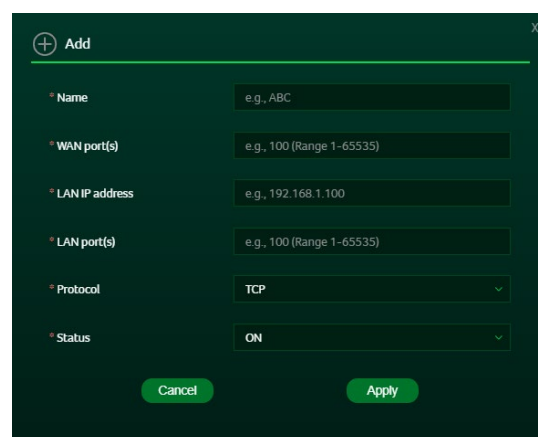 X
Add
* Name e.g., ABC
* WAN port(s) e.g., 100 (Range 1-65535)
* LAN IP address e.g., 192.168.1.100
* LAN port(s) e.g., 100 (Range 1-65535)
* Protocol TCP
* Status ON
Cancel Apply